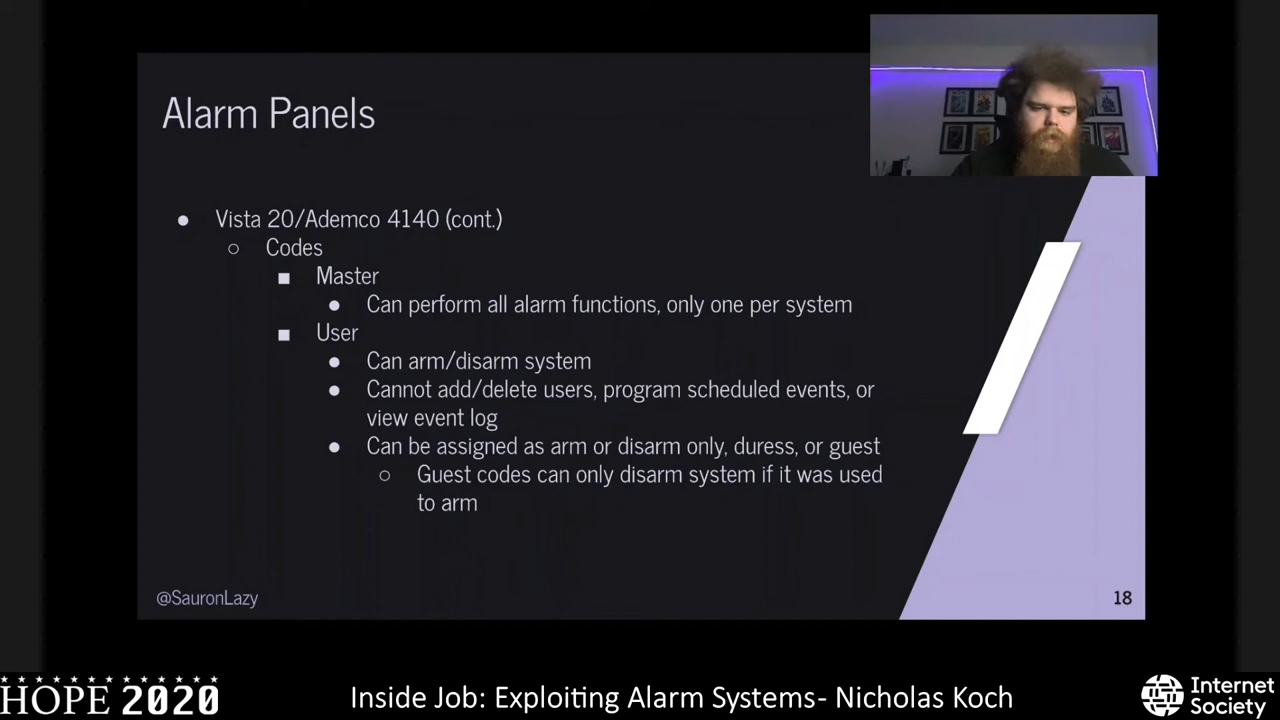 Alarm Panels
Vista 20/Ademco 4140 (cont.)
Codes
Master
Can perform all alarm functions, only one per system
User
Can arm/disarm system
Cannot add/delete users, program scheduled events, or
view event log
Can be assigned as arm or disarm only, duress, or guest
Guest codes can only disarm system if it was used
to arm
@SauronLazy
18
HOPE 2020
Inside Job: Exploiting Alarm Systems- Nicholas Koch
Internet
Society